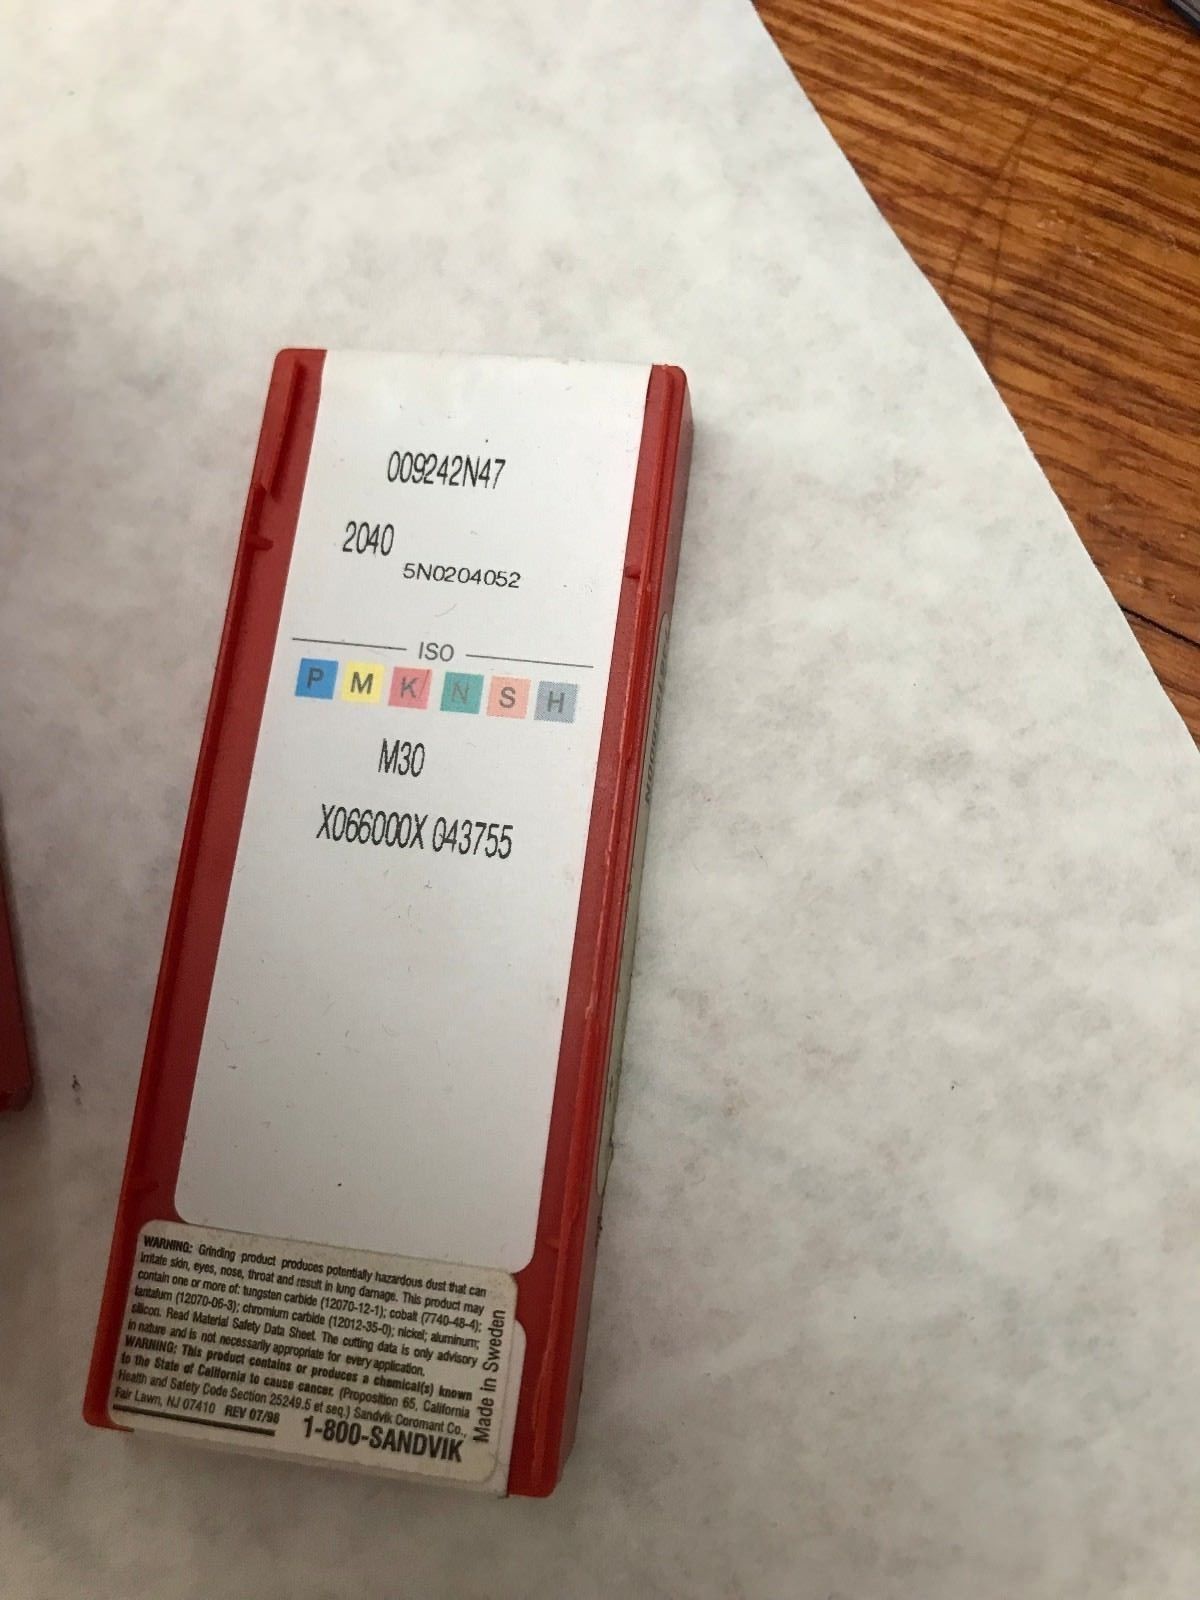 009242N47
2040
5N0204052
ISO
P M K N S H
M30
X066000X 043755
WARNING: Grinding product produces potentially hazardous dust that can
irritate skin, eyes, nose, throat and result in lung damage. This product may
contain one or more of: tungsten carbide (12070-12-1); cobalt (7740-48-4);
tantalum (12070-06-3); chromium carbide (12012-35-0); nickel; aluminum;
silicon. Read Material Safety Data Sheet. The cutting data is only advisory
in nature and is not necessarily appropriate for every application.
WARNING: This product contains or produces a chemical(s) known
to the State of California to cause cancer. (Proposition 65, California
Health and Safety Code Section 25249.5 et seq.) Sandvik Coromant Co.,
Fair Lawn, NJ 07410 REV 07/98
1-800-SANDVIK
Made in Sweden